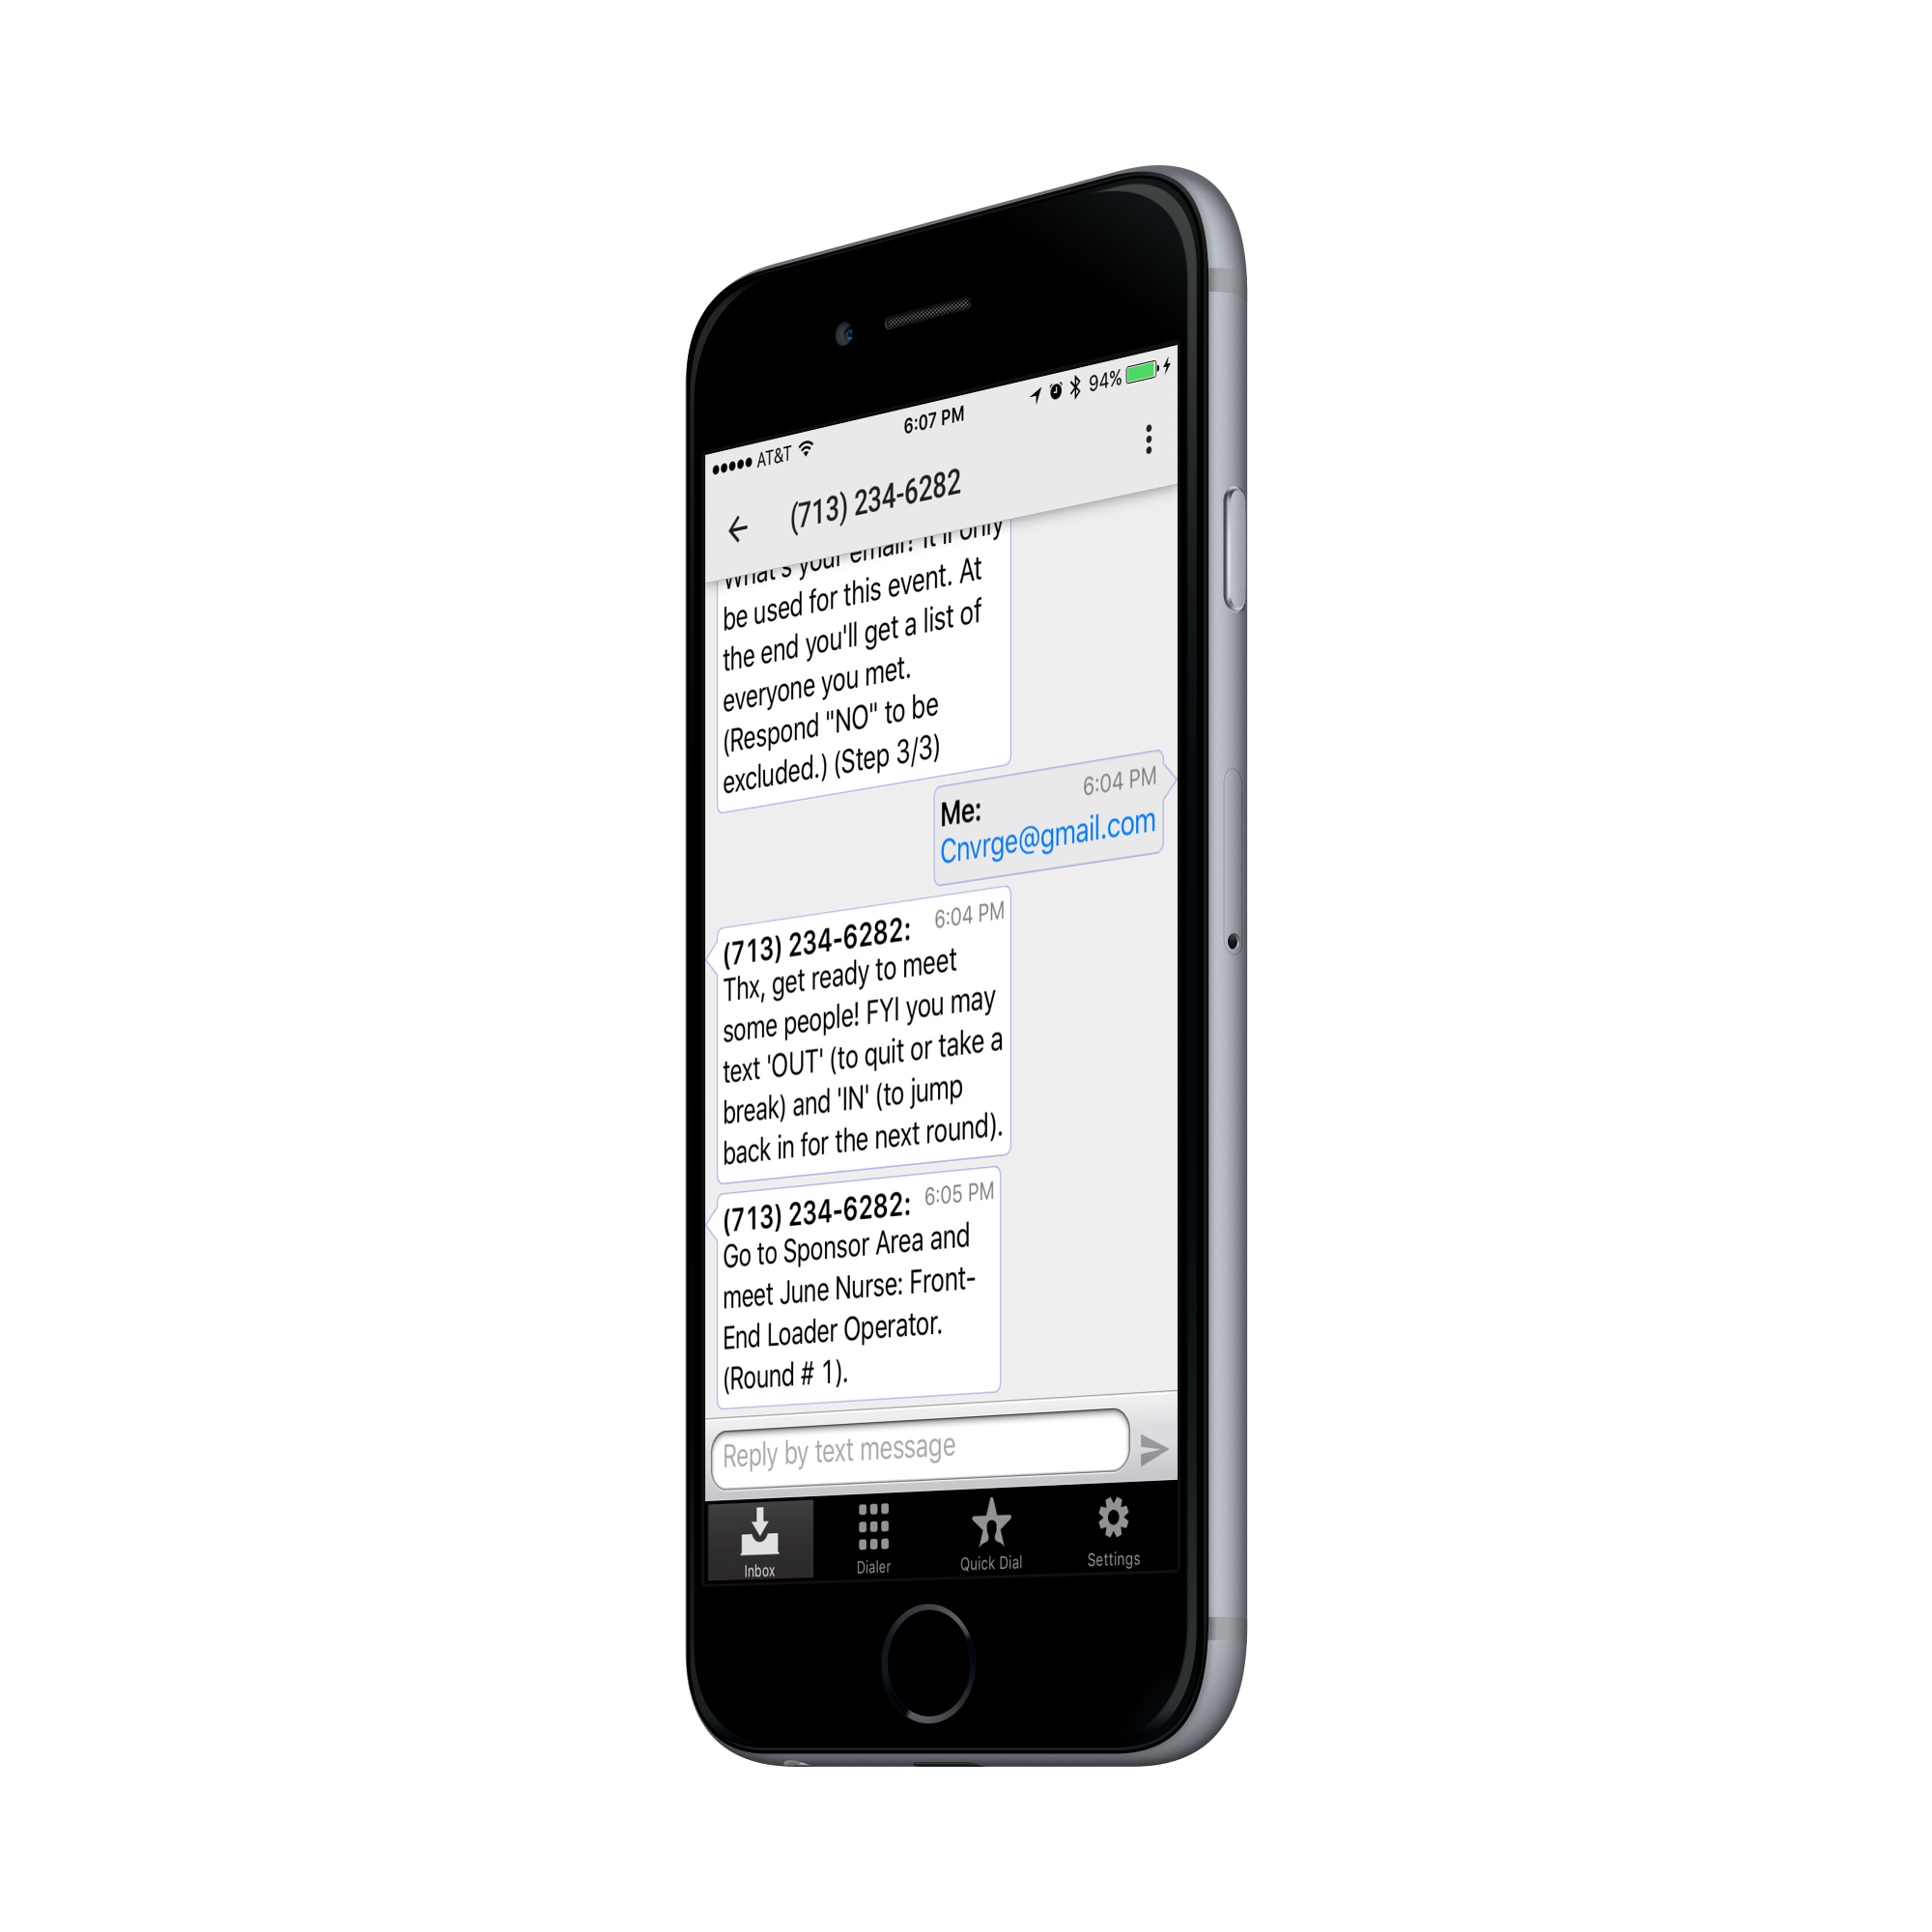 AT&T 6:07 PM 94%
(713) 234-6282
What's your email? It'll only
be used for this event. At
the end you'll get a list of
everyone you met.
(Respond "NO" to be
excluded.) (Step 3/3)
Me: 6:04 PM
Cnvrge@gmail.com
(713) 234-6282: 6:04 PM
Thx, get ready to meet
some people! FYI you may
text 'OUT' (to quit or take a
break) and 'IN' (to jump
back in for the next round).
(713) 234-6282: 6:05 PM
Go to Sponsor Area and
meet June Nurse: Front-
End Loader Operator.
(Round # 1).
Reply by text message
Inbox Dialer Quick Dial Settings